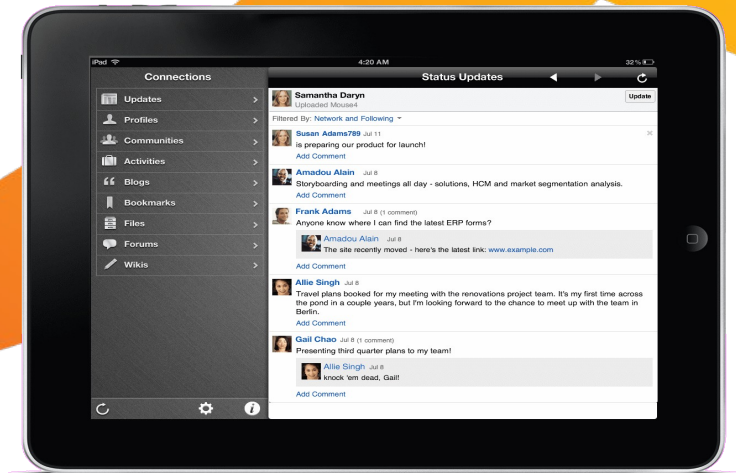 iPad
4:20 AM
32%
Connections
Status Updates
Updates
Profiles
Communities
Activities
Blogs
Bookmarks
Files
Forums
Wikis
Samantha Daryn
Uploaded Mouse4
Update
Filtered By: Network and Following
Susan Adams789 Jul 11
is preparing our product for launch!
Add Comment
Amadou Alain Jul 8
Storyboarding and meetings all day - solutions, HCM and market segmentation analysis.
Add Comment
Frank Adams Jul 8 (1 comment)
Anyone know where I can find the latest ERP forms?
Amadou Alain Jul 8
The site recently moved - here's the latest link: www.example.com
Add Comment
Allie Singh Jul 8
Travel plans booked for my meeting with the renovations project team. It's my first time across
the pond in a couple years, but I'm looking forward to the chance to meet up with the team in
Berlin.
Add Comment
Gail Chao Jul 8 (1 comment)
Presenting third quarter plans to my team!
Allie Singh Jul 8
knock 'em dead, Gail!
Add Comment